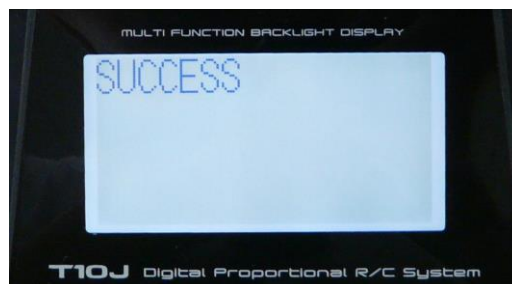 MULTI FUNCTION BACKLIGHT DISPLAY
SUCCESS
T10J Digital Proportional R/C System